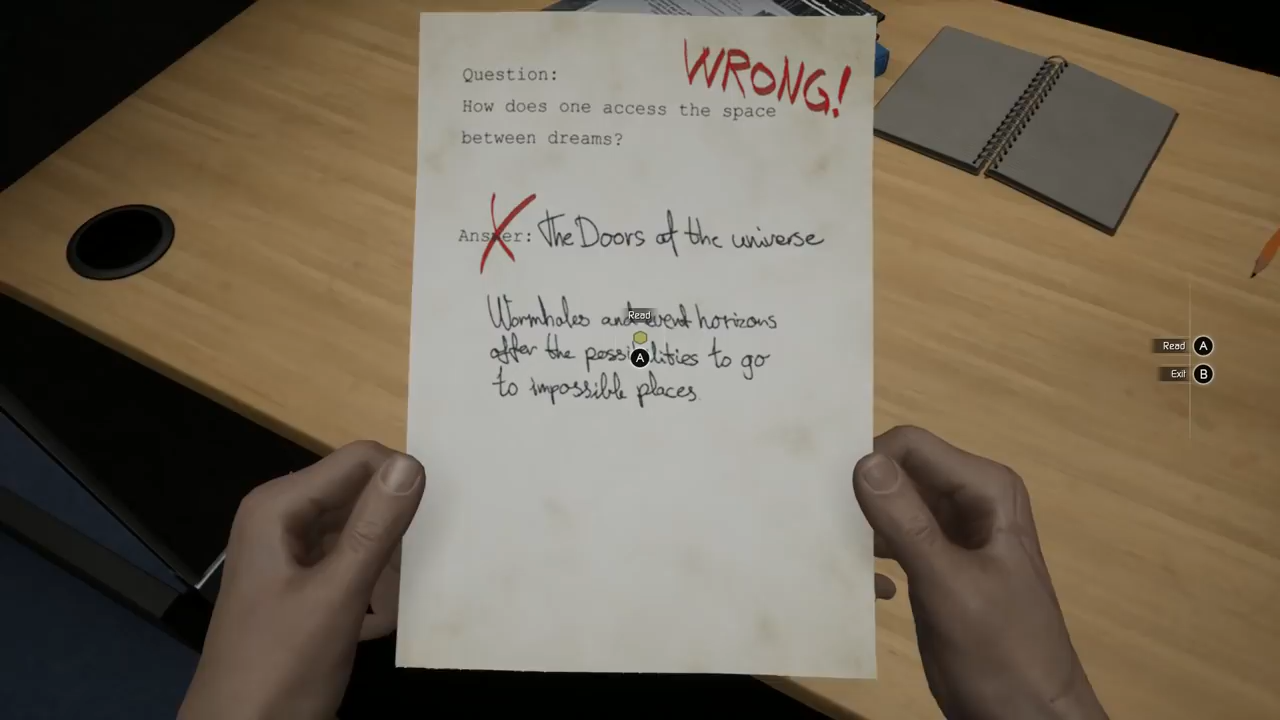 WRONG!
Question:
How does one access the space
between dreams?
X
Answer: The Doors of the universe
Wormholes and event horizons
offer the possibilities to go
to impossible places.
Read
A
Read A
Exit B